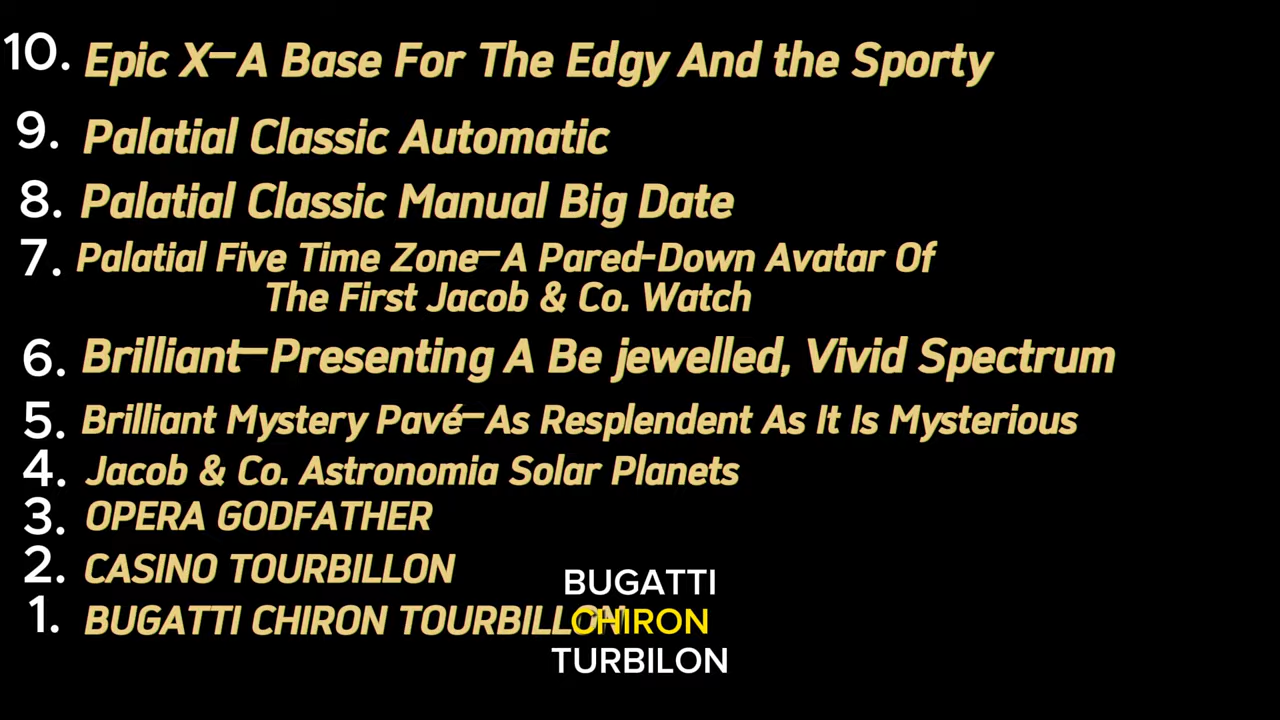 10. Epic X–A Base For The Edgy And the Sporty
9. Palatial Classic Automatic
8. Palatial Classic Manual Big Date
7. Palatial Five Time Zone–A Pared-Down Avatar Of
The First Jacob & Co. Watch
6. Brilliant–Presenting A Be jewelled, Vivid Spectrum
5. Brilliant Mystery Pavé–As Resplendent As It Is Mysterious
4. Jacob & Co. Astronomia Solar Planets
3. OPERA GODFATHER
2. CASINO TOURBILLON
1. BUGATTI CHIRON TOURBILLON
BUGATTI
CHIRON
TURBILON